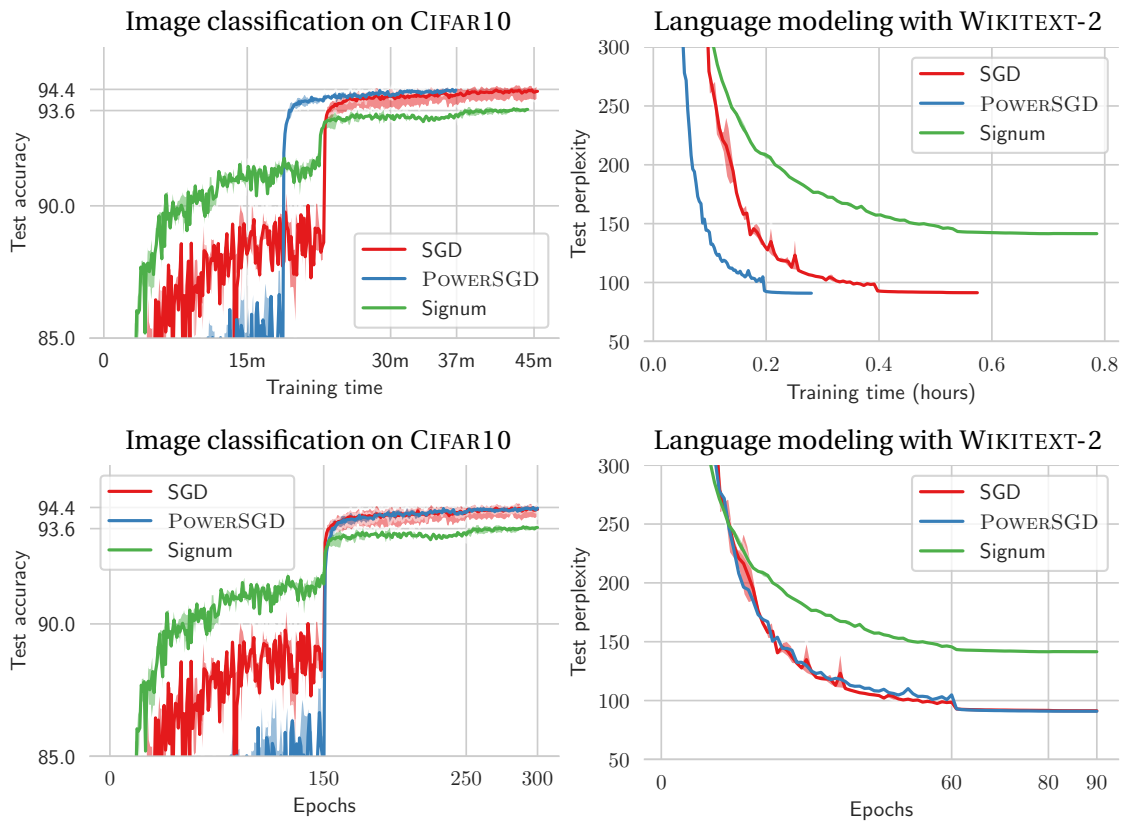 Image classification on CIFAR10
Test accuracy
94.4
93.6
90.0
85.0
SGD
POWERSGD
Signum
0 15m 30m 37m 45m
Training time
Language modeling with WIKITEXT-2
Test perplexity
300
250
200
150
100
50
SGD
POWERSGD
Signum
0.0 0.2 0.4 0.6 0.8
Training time (hours)
Image classification on CIFAR10
Test accuracy
94.4
93.6
90.0
85.0
SGD
POWERSGD
Signum
0 150 250 300
Epochs
Language modeling with WIKITEXT-2
Test perplexity
300
250
200
150
100
50
SGD
POWERSGD
Signum
0 60 80 90
Epochs